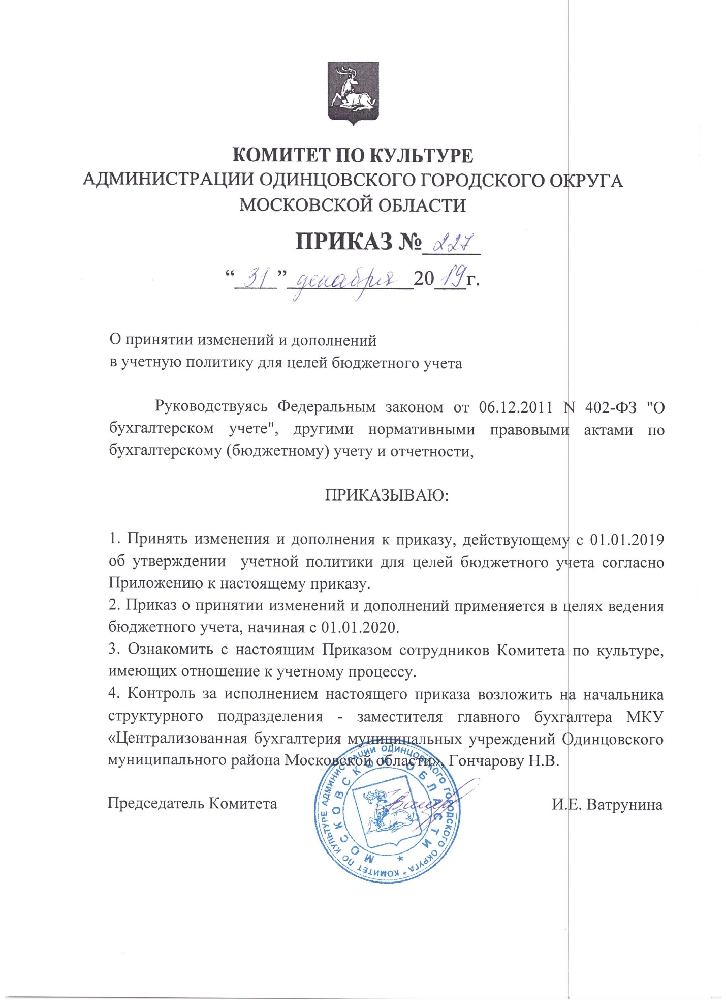 КОМИТЕТ ПО КУЛЬТУРЕ
АДМИНИСТРАЦИИ ОДИНЦОВСКОГО ГОРОДСКОГО ОКРУГА
МОСКОВСКОЙ ОБЛАСТИ
ПРИКАЗ № 227
“ 31 ” декабря 20 19 г.
О принятии изменений и дополнений
в учетную политику для целей бюджетного учета
Руководствуясь Федеральным законом от 06.12.2011 N 402-ФЗ "О
бухгалтерском учете", другими нормативными правовыми актами по
бухгалтерскому (бюджетному) учету и отчетности,
ПРИКАЗЫВАЮ:
1. Принять изменения и дополнения к приказу, действующему с 01.01.2019
об утверждении учетной политики для целей бюджетного учета согласно
Приложению к настоящему приказу.
2. Приказ о принятии изменений и дополнений применяется в целях ведения
бюджетного учета, начиная с 01.01.2020.
3. Ознакомить с настоящим Приказом сотрудников Комитета по культуре,
имеющих отношение к учетному процессу.
4. Контроль за исполнением настоящего приказа возложить на начальника
структурного подразделения - заместителя главного бухгалтера МКУ
«Централизованная бухгалтерия муниципальных учреждений Одинцовского
муниципального района Московской области», Гончарову Н.В.
Председатель Комитета И.Е. Ватрунина
* КОМИТЕТ ПО КУЛЬТУРЕ АДМИНИСТРАЦИИ ОДИНЦОВСКОГО ГОРОДСКОГО ОКРУГА
* МОСКОВСКОЙ ОБЛАСТИ